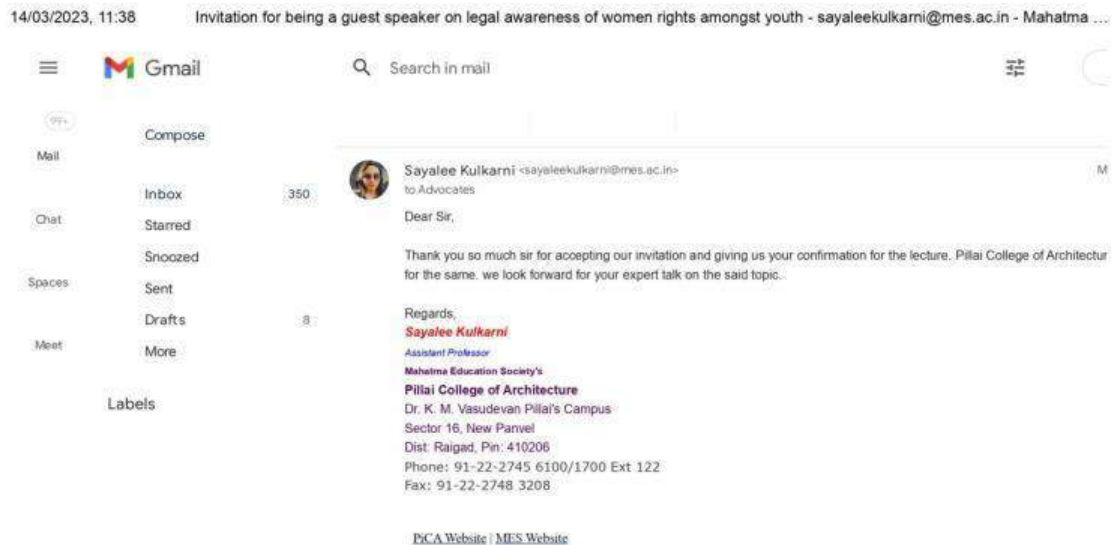 14/03/2023, 11:38 Invitation for being a guest speaker on legal awareness of women rights amongst youth - sayaleekulkarni@mes.ac.in - Mahatma ...
Gmail
Search in mail
99+
Mail
Chat
Spaces
Meet
Compose
Inbox 350
Starred
Snoozed
Sent
Drafts 8
More
Labels
Sayalee Kulkarni <sayaleekulkarni@mes.ac.in> M
to Advocates
Dear Sir,
Thank you so much sir for accepting our invitation and giving us your confirmation for the lecture. Pillai College of Architectur
for the same. we look forward for your expert talk on the said topic.
Regards,
Sayalee Kulkarni
Assistant Professor
Mahatma Education Society's
Pillai College of Architecture
Dr. K. M. Vasudevan Pillai's Campus
Sector 16, New Panvel
Dist: Raigad, Pin: 410206
Phone: 91-22-2745 6100/1700 Ext 122
Fax: 91-22-2748 3208
PiCA Website | MES Website